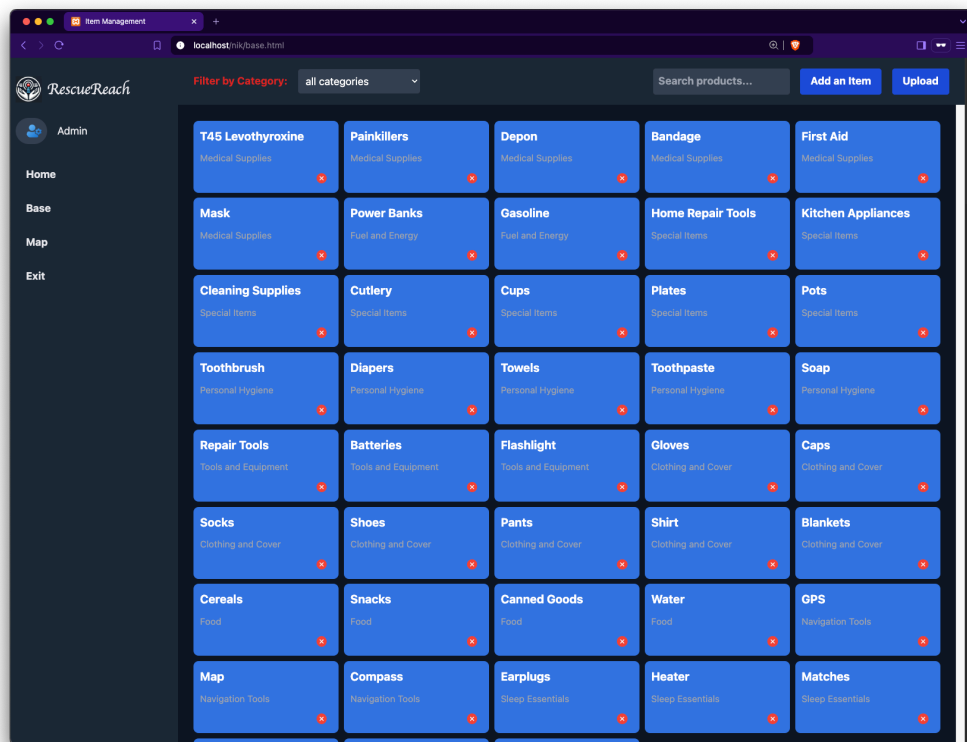 Item Management
localhost/nik/base.html
RescueReach
Filter by Category: all categories Search products... Add an Item Upload
Admin
Home
Base
Map
Exit
T45 Levothyroxine Painkillers Depon Bandage First Aid
Medical Supplies Medical Supplies Medical Supplies Medical Supplies Medical Supplies
Mask Power Banks Gasoline Home Repair Tools Kitchen Appliances
Medical Supplies Fuel and Energy Fuel and Energy Special Items Special Items
Cleaning Supplies Cutlery Cups Plates Pots
Special Items Special Items Special Items Special Items Special Items
Toothbrush Diapers Towels Toothpaste Soap
Personal Hygiene Personal Hygiene Personal Hygiene Personal Hygiene Personal Hygiene
Repair Tools Batteries Flashlight Gloves Caps
Tools and Equipment Tools and Equipment Tools and Equipment Clothing and Cover Clothing and Cover
Socks Shoes Pants Shirt Blankets
Clothing and Cover Clothing and Cover Clothing and Cover Clothing and Cover Clothing and Cover
Cereals Snacks Canned Goods Water GPS
Food Food Food Food Navigation Tools
Map Compass Earplugs Heater Matches
Navigation Tools Navigation Tools Sleep Essentials Sleep Essentials Sleep Essentials